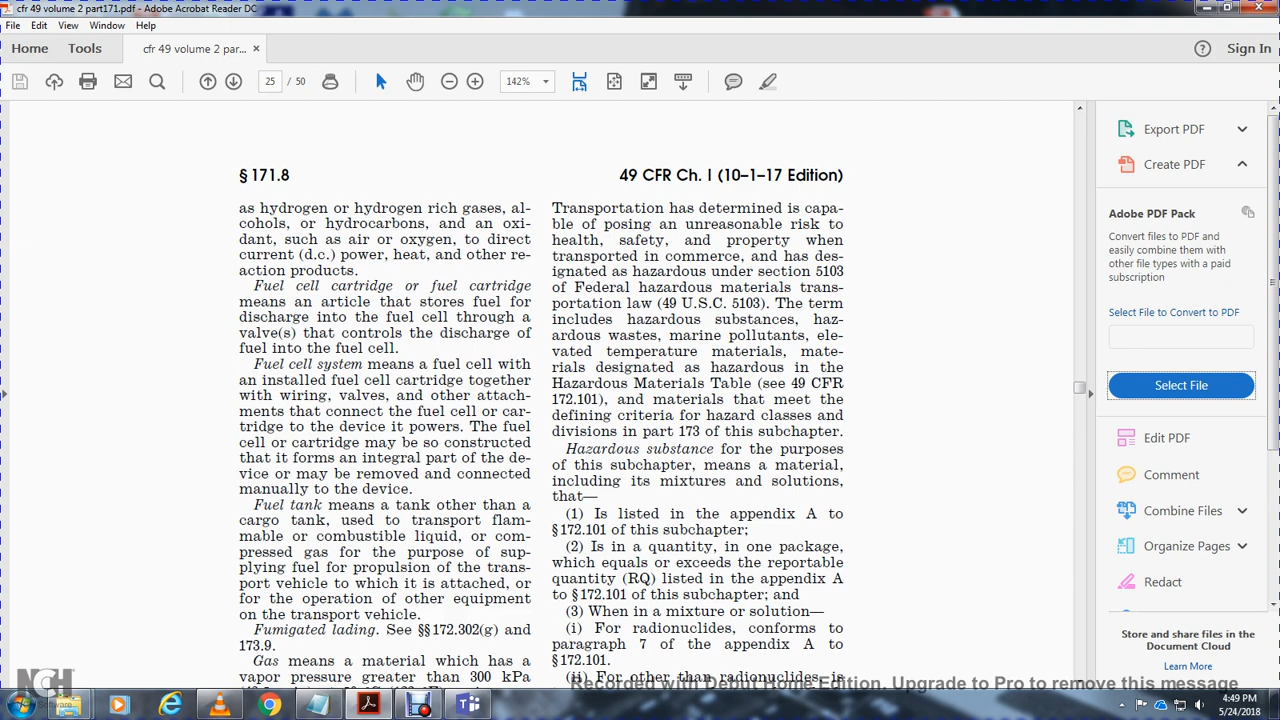 cfr 49 volume 2 part171.pdf - Adobe Acrobat Reader DC
File Edit View Window Help
Home Tools cfr 49 volume 2 par... × Sign In
25 / 50 142%
§ 171.8
49 CFR Ch. I (10–1–17 Edition)
as hydrogen or hydrogen rich gases, al-
cohols, or hydrocarbons, and an oxi-
dant, such as air or oxygen, to direct
current (d.c.) power, heat, and other re-
action products.
Fuel cell cartridge or fuel cartridge
means an article that stores fuel for
discharge into the fuel cell through a
valve(s) that controls the discharge of
fuel into the fuel cell.
Fuel cell system means a fuel cell with
an installed fuel cell cartridge together
with wiring, valves, and other attach-
ments that connect the fuel cell or car-
tridge to the device it powers. The fuel
cell or cartridge may be so constructed
that it forms an integral part of the de-
vice or may be removed and connected
manually to the device.
Fuel tank means a tank other than a
cargo tank, used to transport flam-
mable or combustible liquid, or com-
pressed gas for the purpose of sup-
plying fuel for propulsion of the trans-
port vehicle to which it is attached, or
for the operation of other equipment
on the transport vehicle.
Fumigated lading. See §§172.302(g) and
173.9.
Gas means a material which has a
vapor pressure greater than 300 kPa
Transportation has determined is capa-
ble of posing an unreasonable risk to
health, safety, and property when
transported in commerce, and has des-
ignated as hazardous under section 5103
of Federal hazardous materials trans-
portation law (49 U.S.C. 5103). The term
includes hazardous substances, haz-
ardous wastes, marine pollutants, ele-
vated temperature materials, mate-
rials designated as hazardous in the
Hazardous Materials Table (see 49 CFR
172.101), and materials that meet the
defining criteria for hazard classes and
divisions in part 173 of this subchapter.
Hazardous substance for the purposes
of this subchapter, means a material,
including its mixtures and solutions,
that—
(1) Is listed in the appendix A to
§172.101 of this subchapter;
(2) Is in a quantity, in one package,
which equals or exceeds the reportable
quantity (RQ) listed in the appendix A
to §172.101 of this subchapter; and
(3) When in a mixture or solution—
(i) For radionuclides, conforms to
paragraph 7 of the appendix A to
§172.101.
(ii) For other than radionuclides, is
Export PDF
Create PDF
Adobe PDF Pack
Convert files to PDF and
easily combine them with
other file types with a paid
subscription
Select File to Convert to PDF
Select File
Edit PDF
Comment
Combine Files
Organize Pages
Redact
Store and share files in the
Document Cloud
Learn More
NCH Software
Recorded with Debut Home Edition. Upgrade to Pro to remove this message
4:49 PM
5/24/2018